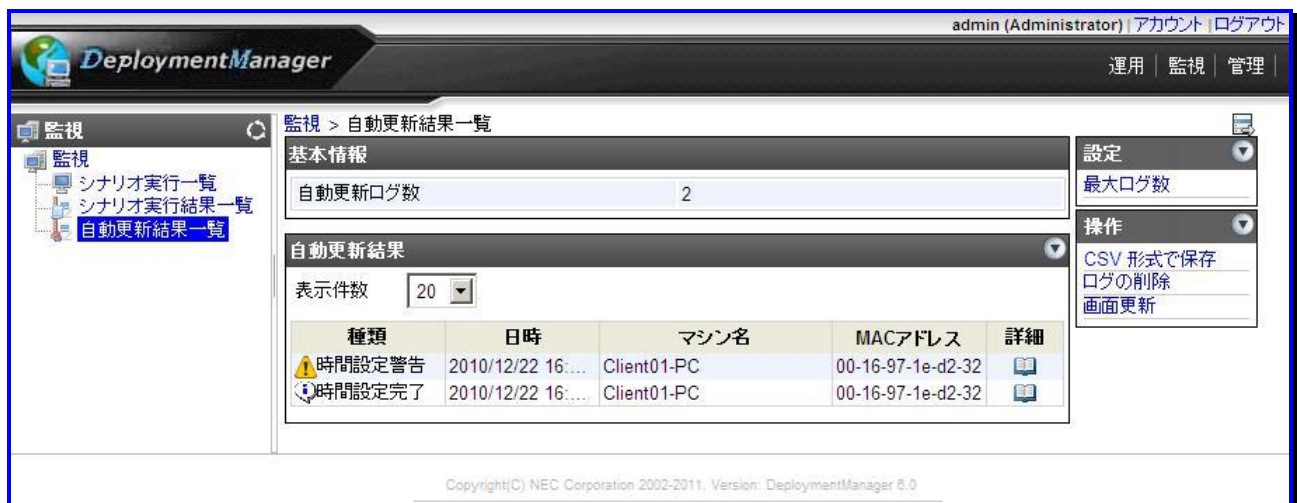 admin (Administrator) | アカウント | ログアウト
DeploymentManager
運用 | 監視 | 管理 |
監視
監視
シナリオ実行一覧
シナリオ実行結果一覧
自動更新結果一覧
監視 > 自動更新結果一覧
基本情報
自動更新ログ数 2
自動更新結果
表示件数 20
種類 日時 マシン名 MACアドレス 詳細
時間設定警告 2010/12/22 16:... Client01-PC 00-16-97-1e-d2-32
時間設定完了 2010/12/22 16:... Client01-PC 00-16-97-1e-d2-32
設定
最大ログ数
操作
CSV 形式で保存
ログの削除
画面更新
Copyright(C) NEC Corporation 2002-2011. Version: DeploymentManager 6.0